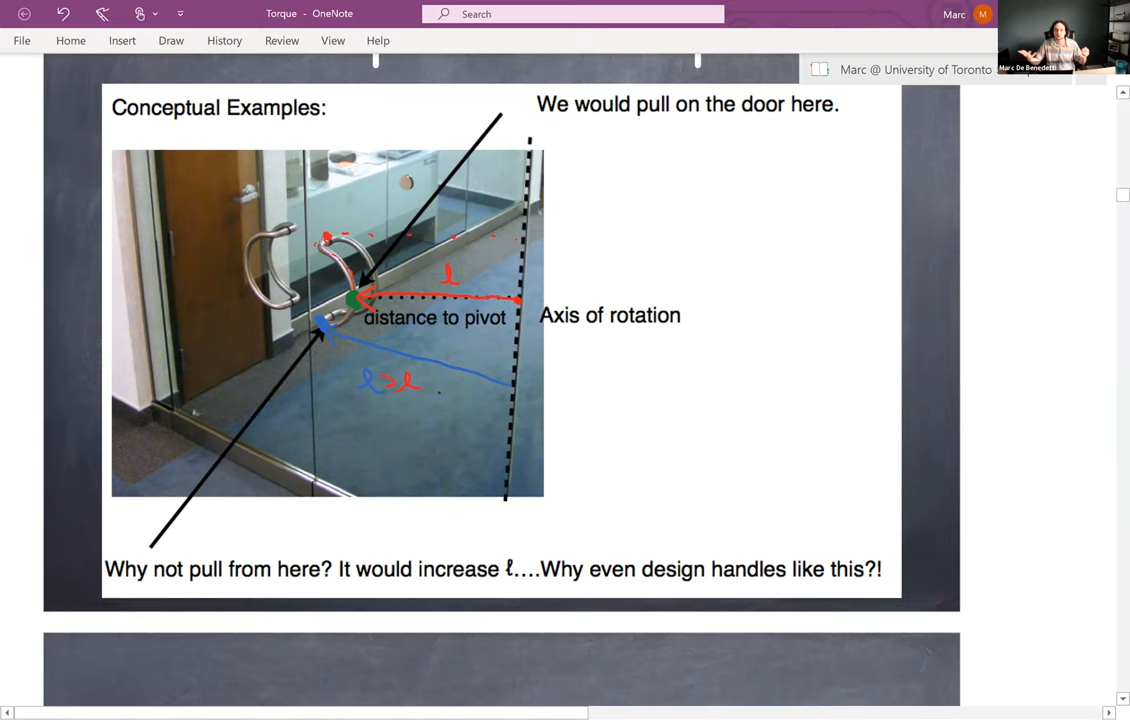 Torque - OneNote
Search
Marc
M
File Home Insert Draw History Review View Help
Marc De Benedetti
Marc @ University of Toronto
Conceptual Examples:
We would pull on the door here.
l
distance to pivot
Axis of rotation
l>l
Why not pull from here? It would increase ℓ....Why even design handles like this?!